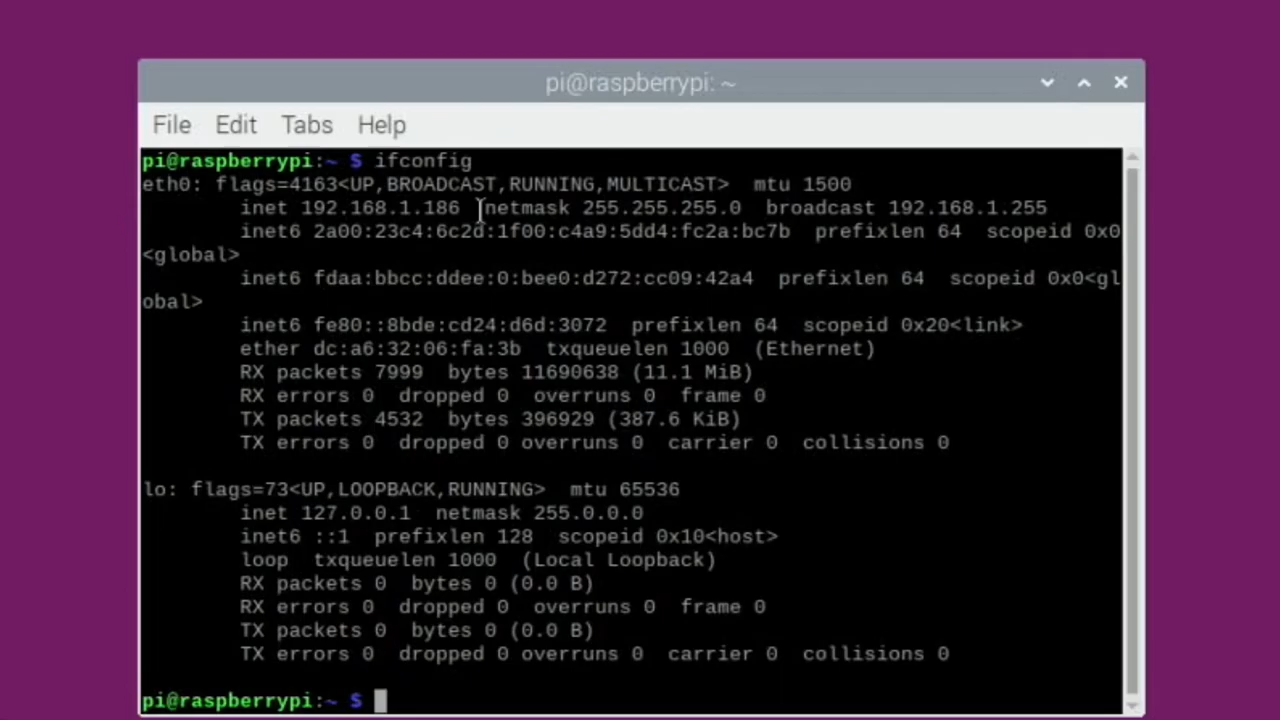 pi@raspberrypi: ~
File Edit Tabs Help
pi@raspberrypi:~ $ ifconfig
eth0: flags=4163<UP,BROADCAST,RUNNING,MULTICAST>  mtu 1500
        inet 192.168.1.186  netmask 255.255.255.0  broadcast 192.168.1.255
        inet6 2a00:23c4:6c2d:1f00:c4a9:5dd4:fc2a:bc7b  prefixlen 64  scopeid 0x0
<global>
        inet6 fdaa:bbcc:ddee:0:bee0:d272:cc09:42a4  prefixlen 64  scopeid 0x0<gl
obal>
        inet6 fe80::8bde:cd24:d6d:3072  prefixlen 64  scopeid 0x20<link>
        ether dc:a6:32:06:fa:3b  txqueuelen 1000  (Ethernet)
        RX packets 7999  bytes 11690638 (11.1 MiB)
        RX errors 0  dropped 0  overruns 0  frame 0
        TX packets 4532  bytes 396929 (387.6 KiB)
        TX errors 0  dropped 0 overruns 0  carrier 0  collisions 0
lo: flags=73<UP,LOOPBACK,RUNNING>  mtu 65536
        inet 127.0.0.1  netmask 255.0.0.0
        inet6 ::1  prefixlen 128  scopeid 0x10<host>
        loop  txqueuelen 1000  (Local Loopback)
        RX packets 0  bytes 0 (0.0 B)
        RX errors 0  dropped 0  overruns 0  frame 0
        TX packets 0  bytes 0 (0.0 B)
        TX errors 0  dropped 0 overruns 0  carrier 0  collisions 0
pi@raspberrypi:~ $